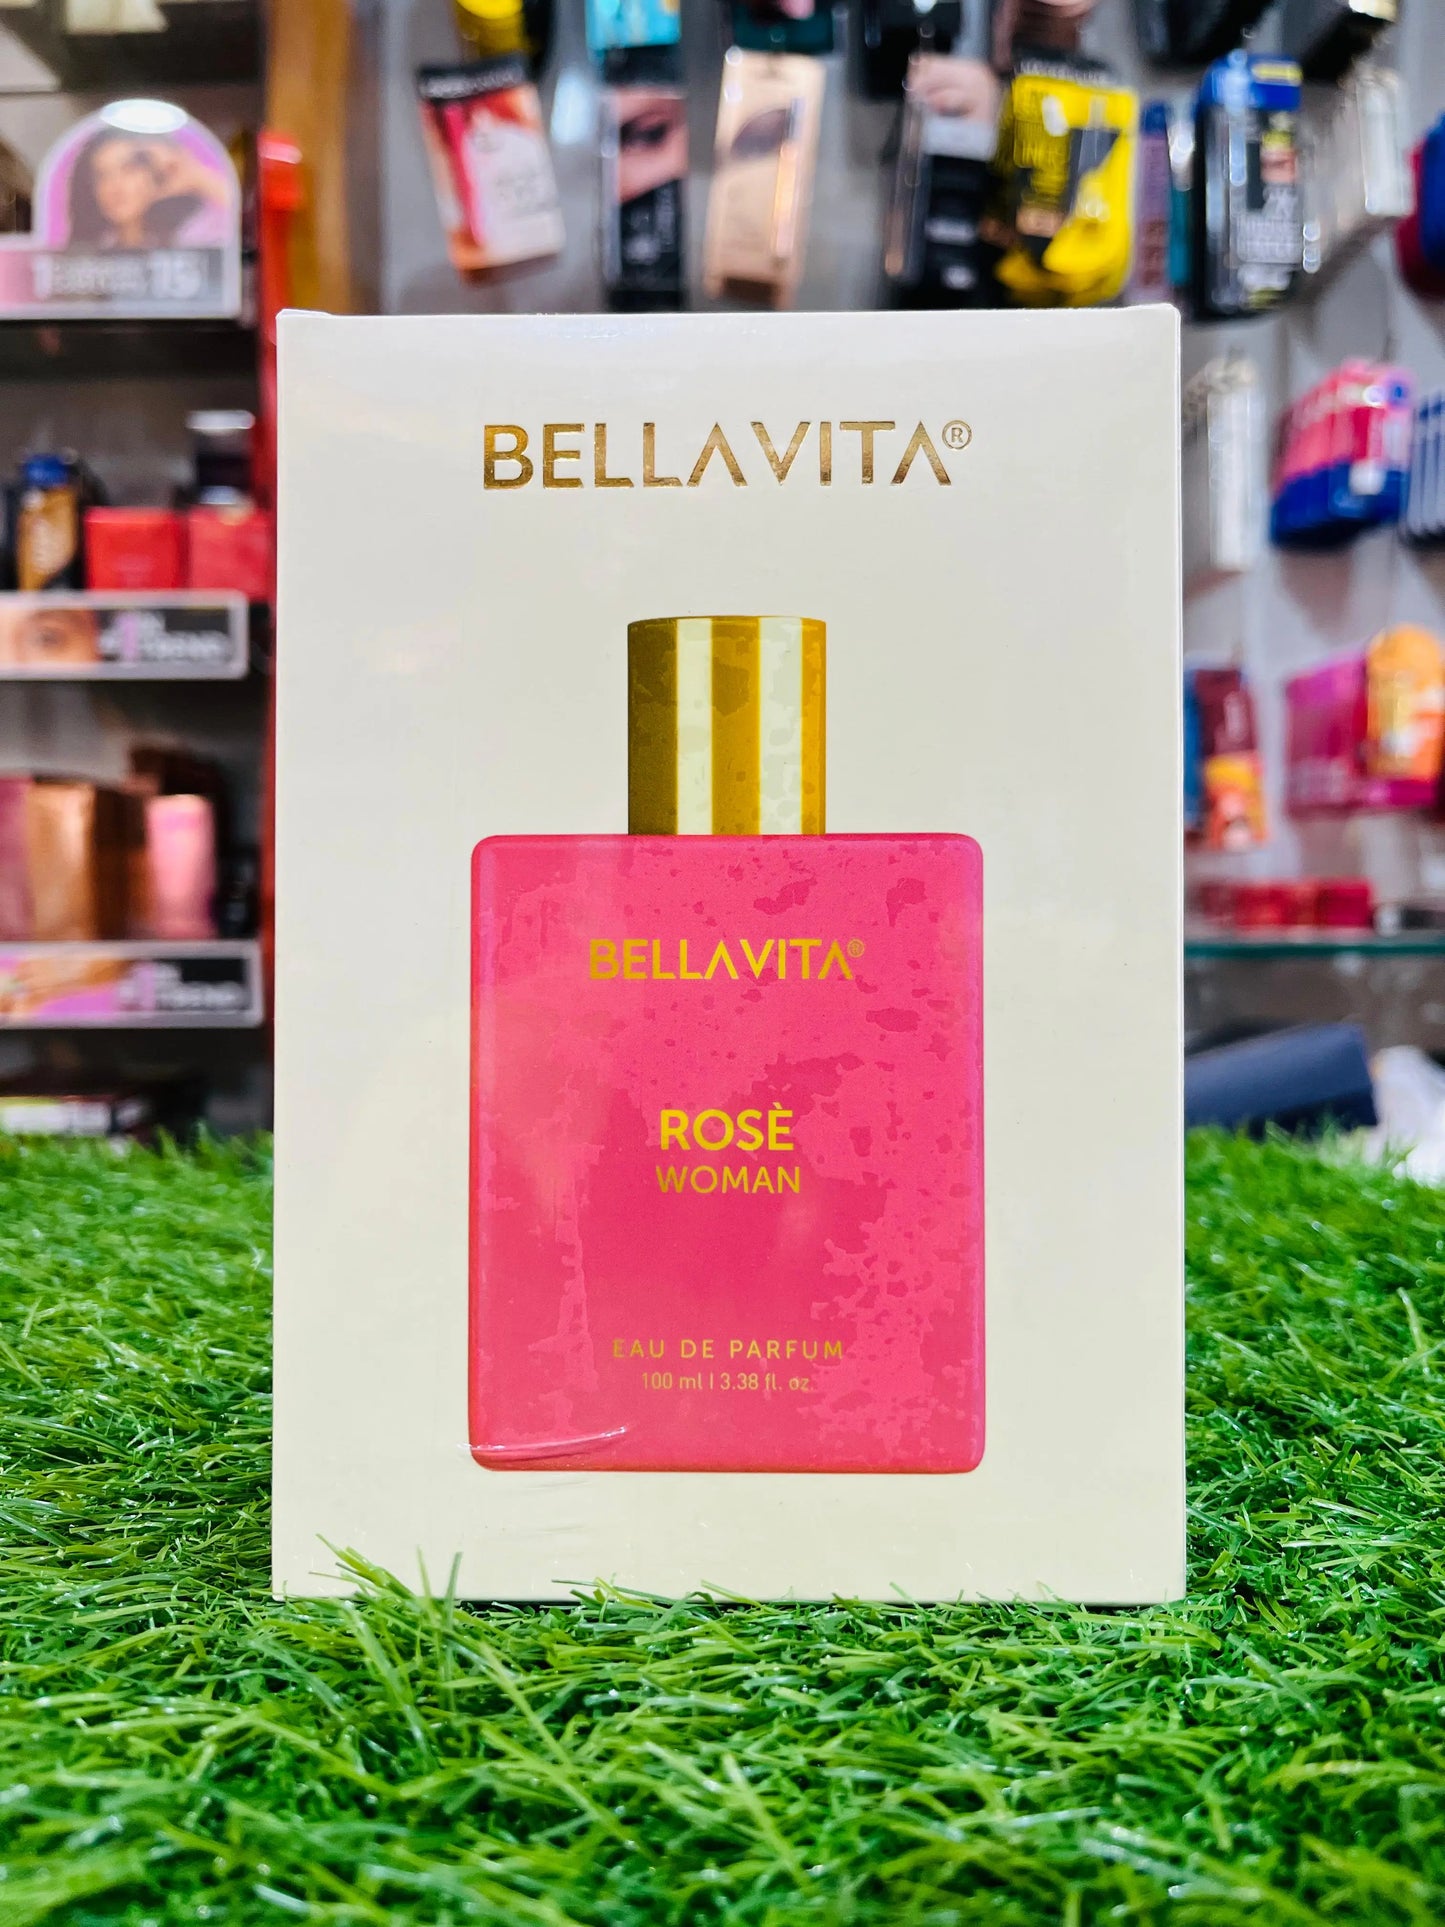 BELLAVITA®
BELLAVITA®
ROSÈ
WOMAN
EAU DE PARFUM
100 ml | 3.38 fl. oz.